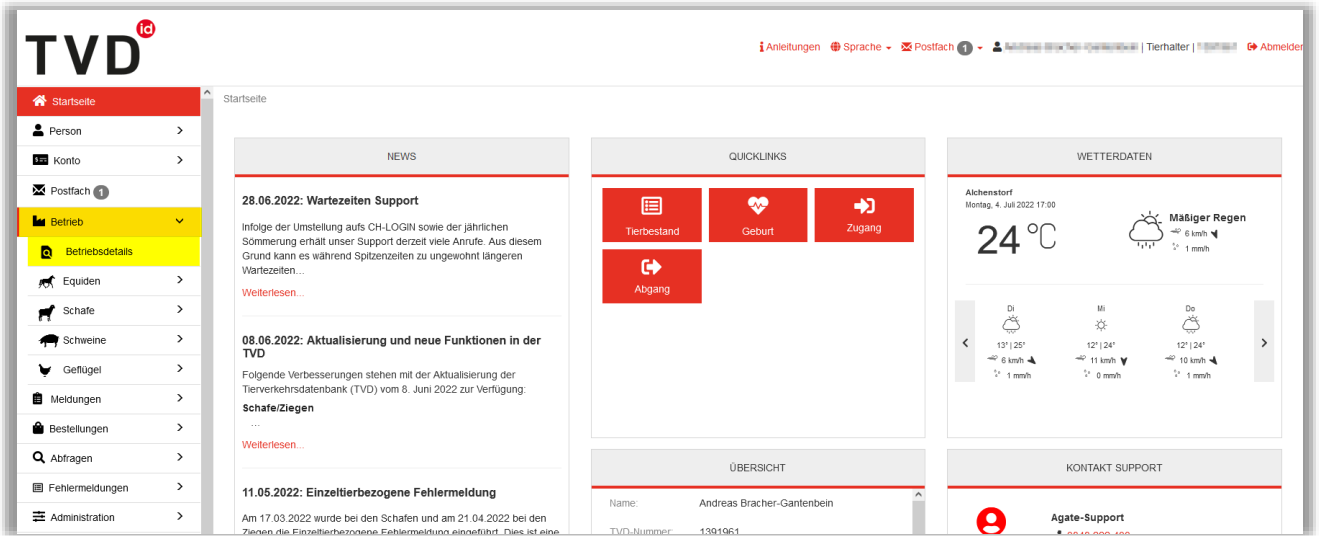 TVD id
Anleitungen Sprache Postfach 1 | Tierhalter | Abmelden
Startseite
Person
Konto
Postfach 1
Betrieb
Betriebsdetails
Equiden
Schafe
Schweine
Geflügel
Meldungen
Bestellungen
Abfragen
Fehlermeldungen
Administration
Startseite
NEWS
28.06.2022: Wartezeiten Support
Infolge der Umstellung aufs CH-LOGIN sowie der jährlichen
Sömmerung erhält unser Support derzeit viele Anrufe. Aus diesem
Grund kann es während Spitzenzeiten zu ungewohnt längeren
Wartezeiten...
Weiterlesen...
08.06.2022: Aktualisierung und neue Funktionen in der
TVD
Folgende Verbesserungen stehen mit der Aktualisierung der
Tierverkehrsdatenbank (TVD) vom 8. Juni 2022 zur Verfügung:
Schafe/Ziegen
...
Weiterlesen...
11.05.2022: Einzeltierbezogene Fehlermeldung
Am 17.03.2022 wurde bei den Schafen und am 21.04.2022 bei den
Ziegen die Einzeltierbezogene Fehlermeldung eingeführt. Dies ist eine
QUICKLINKS
Tierbestand Geburt Zugang
Abgang
ÜBERSICHT
Name: Andreas Bracher-Gantenbein
TVD-Nummer: 1391961
WETTERDATEN
Alchenstorf
Montag, 4. Juli 2022 17:00
24 °C
Mäßiger Regen
6 km/h
1 mm/h
Di Mi Do
13° | 25° 12° | 24° 12° | 24°
6 km/h 11 km/h 10 km/h
1 mm/h 0 mm/h 1 mm/h
KONTAKT SUPPORT
Agate-Support